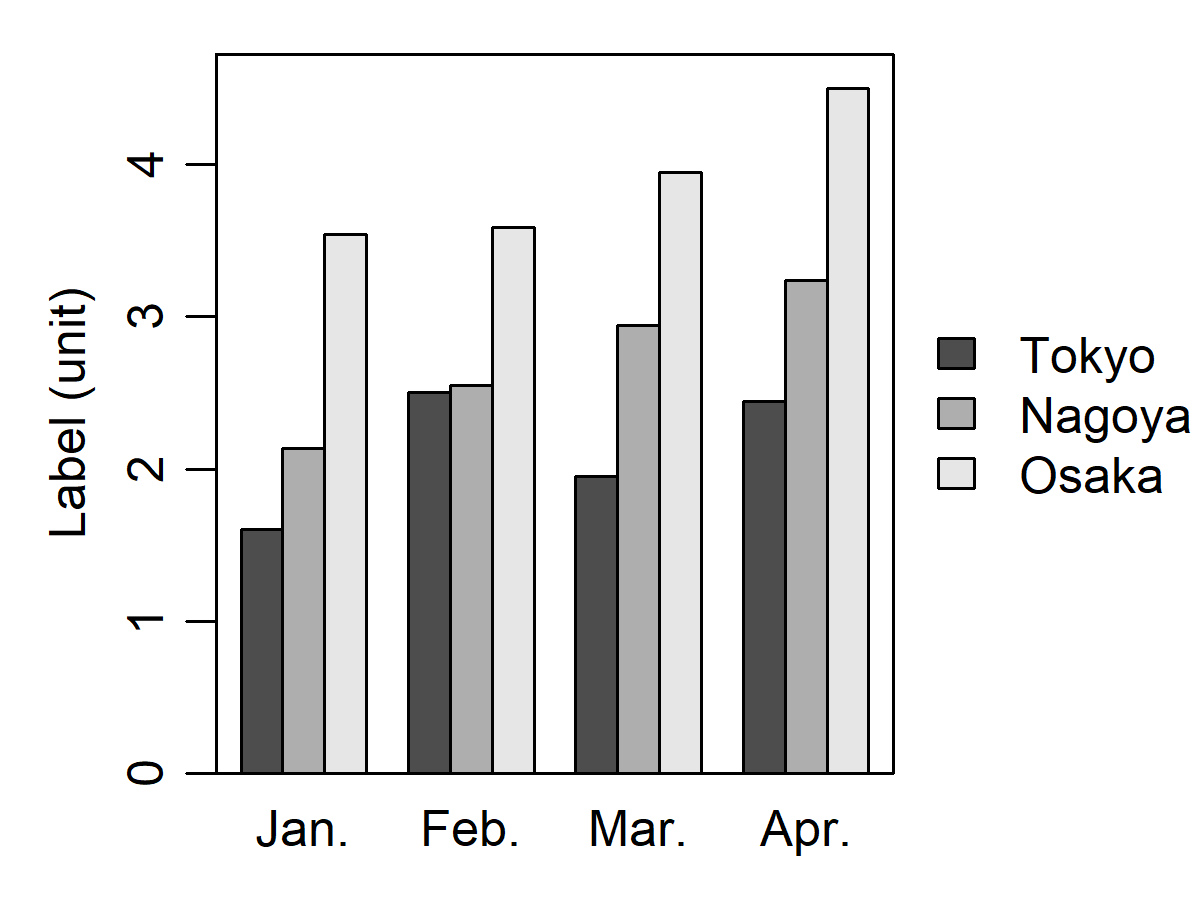 Label (unit)
4
3
2
1
0
Jan. Feb. Mar. Apr.
Tokyo
Nagoya
Osaka